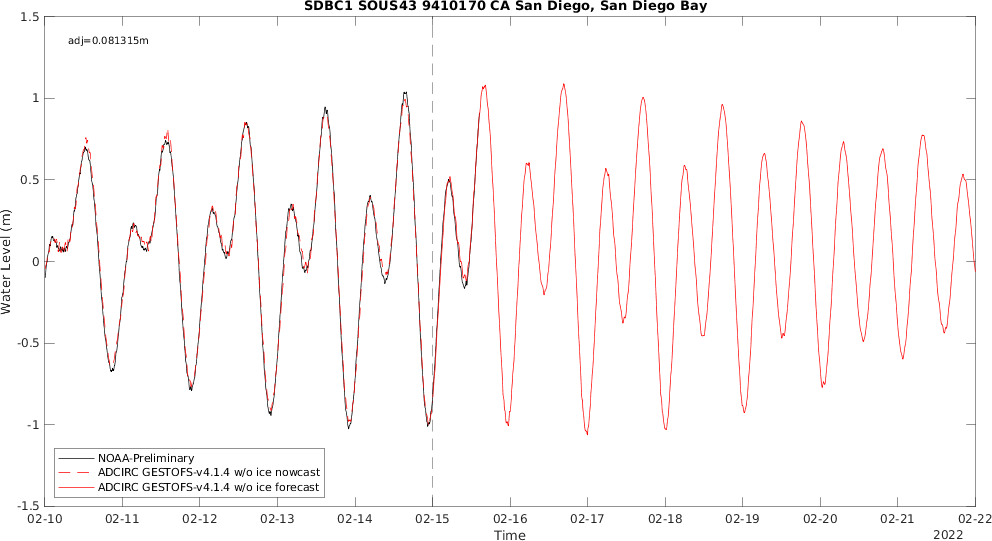 SDBC1 SOUS43 9410170 CA San Diego, San Diego Bay
1.5
adj=0.081315m
1
0.5
0
-0.5
-1
-1.5
Water Level (m)
NOAA-Preliminary
ADCIRC GESTOFS-v4.1.4 w/o ice nowcast
ADCIRC GESTOFS-v4.1.4 w/o ice forecast
02-10 02-11 02-12 02-13 02-14 02-15 02-16 02-17 02-18 02-19 02-20 02-21 02-22
Time
2022